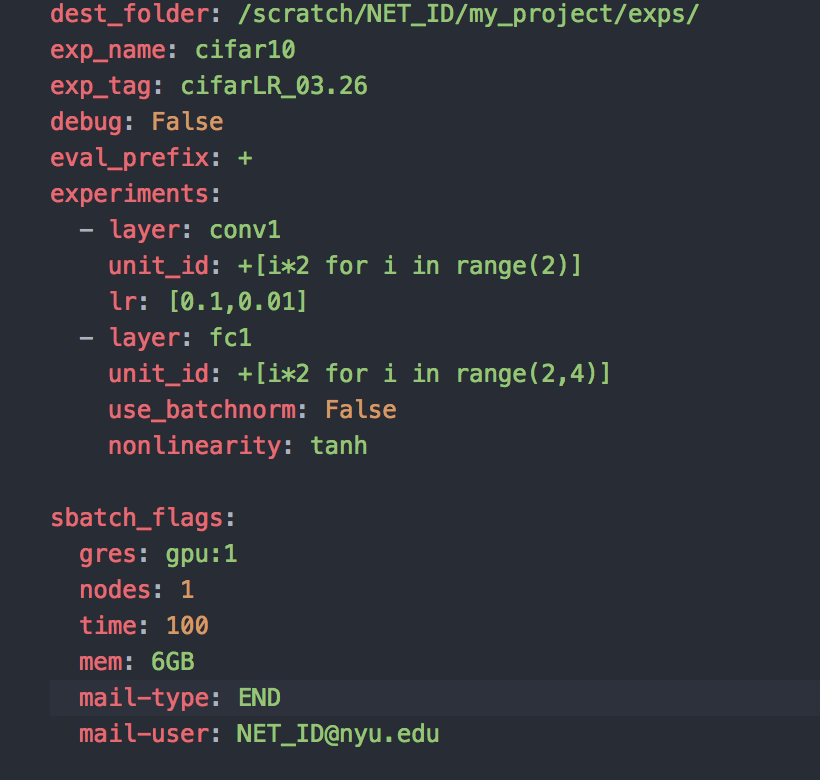 dest_folder: /scratch/NET_ID/my_project/exps/
exp_name: cifar10
exp_tag: cifarLR_03.26
debug: False
eval_prefix: +
experiments:
  - layer: conv1
    unit_id: +[i*2 for i in range(2)]
    lr: [0.1,0.01]
  - layer: fc1
    unit_id: +[i*2 for i in range(2,4)]
    use_batchnorm: False
    nonlinearity: tanh

sbatch_flags:
  gres: gpu:1
  nodes: 1
  time: 100
  mem: 6GB
  mail-type: END
  mail-user: NET_ID@nyu.edu